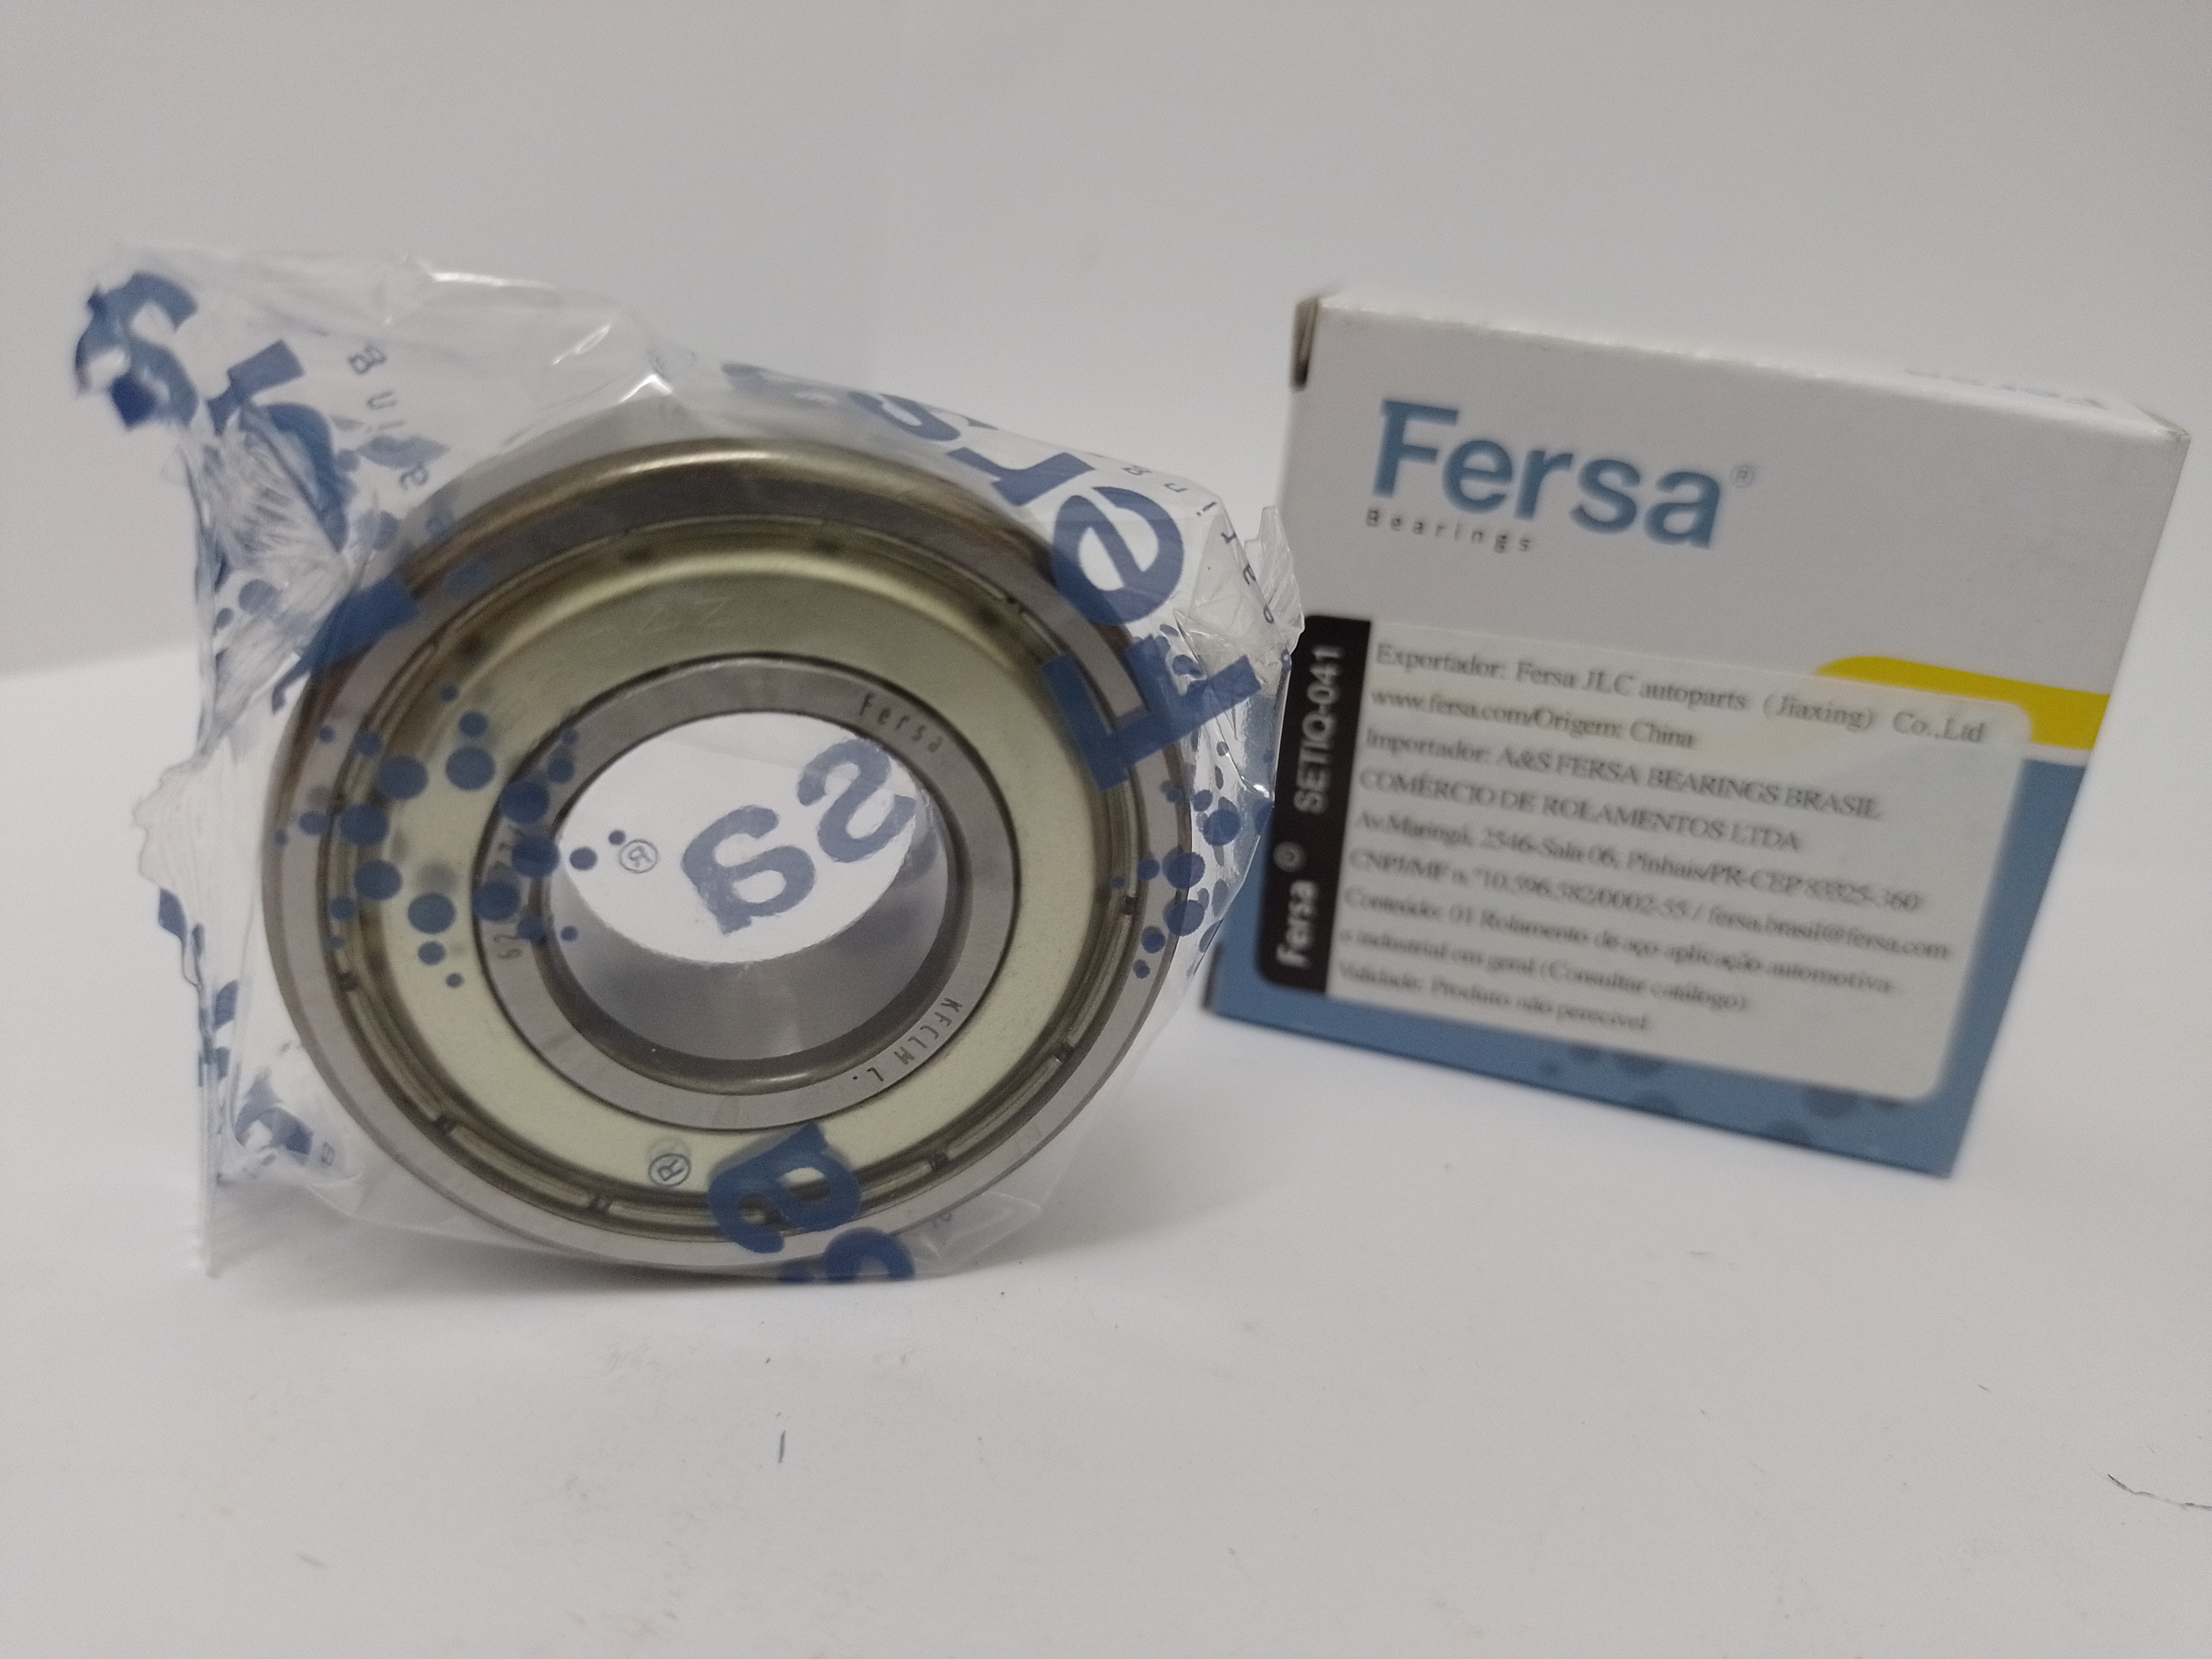 Fersa®
Bearings
Exportador: Fersa JLC autoparts (Jiaxing) Co.,Ltd
www.fersa.com/Origem: China
Importador: A&S FERSA BEARINGS BRASIL
COMÉRCIO DE ROLAMENTOS LTDA
Av.Maringá, 2546-Sala 06, Pinhais/PR-CEP 83325-360
CNPJ/MF n.º10.596.582/0002-55 / fersa.brasil@fersa.com
Conteúdo: 01 Rolamento de aço aplicação automotiva
o industrial em geral (Consultar catálogo)
Validade: Produto não perecível
Fersa® SETIQ-041
Fersa
KFCLM L.
Fersa
sa ®
sa ®